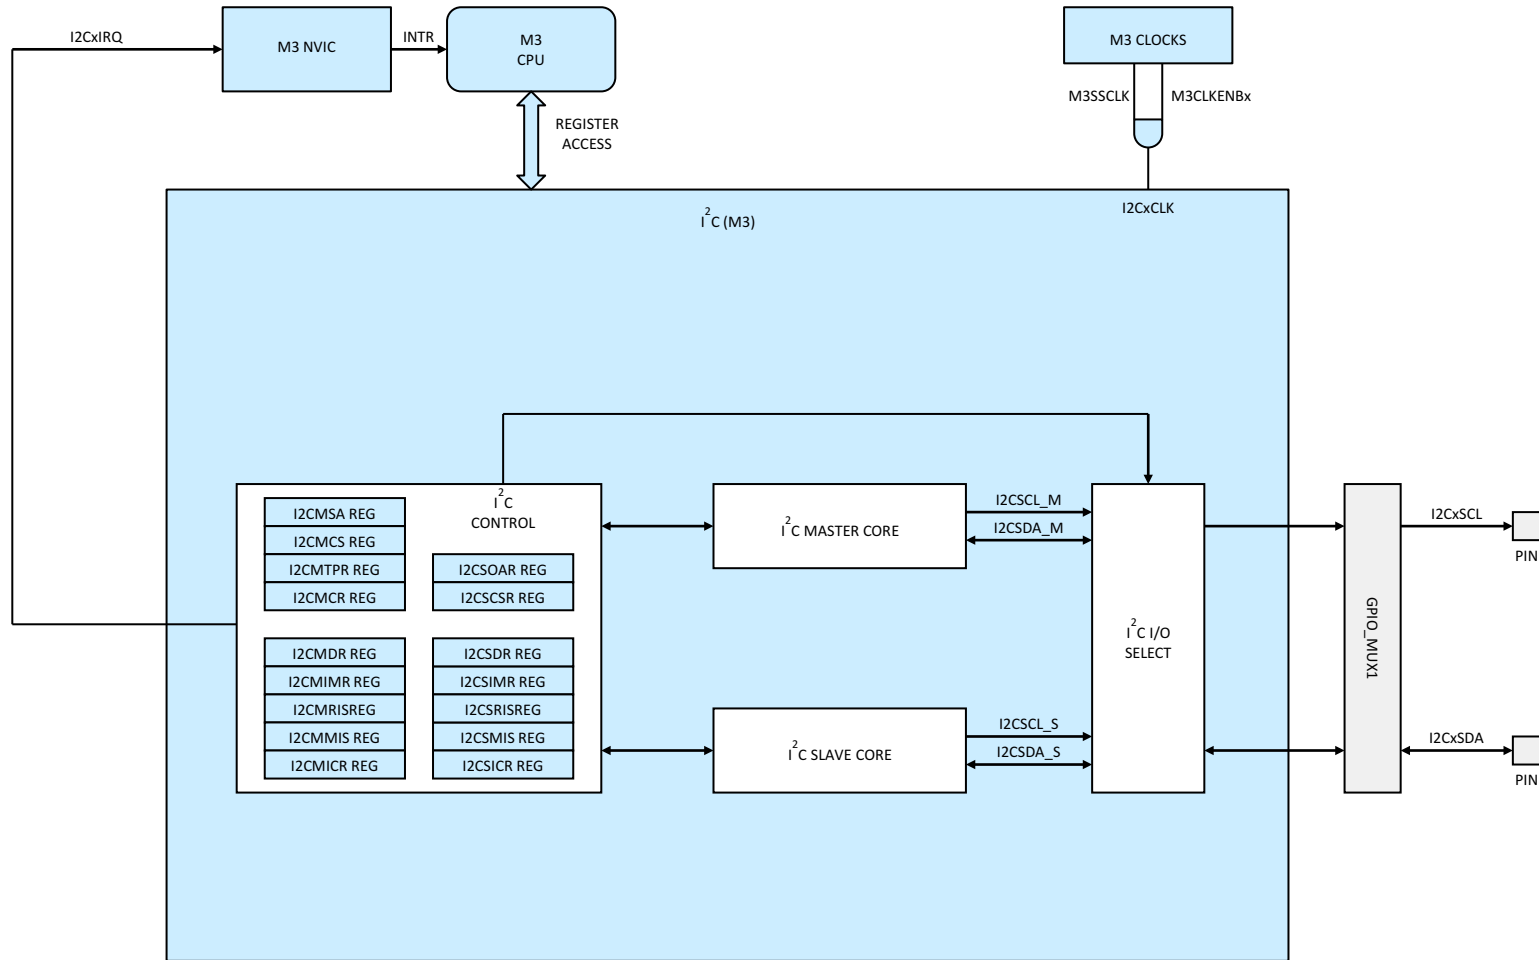 I2CxIRQ
M3 NVIC
INTR
M3
CPU
REGISTER
ACCESS
M3 CLOCKS
M3SSCLK
M3CLKENBx
I2CxCLK
I²C (M3)
I²C
CONTROL
I2CMSA REG
I2CMCS REG
I2CMTPR REG
I2CMCR REG
I2CSOAR REG
I2CSCSR REG
I2CMDR REG
I2CMIMR REG
I2CMRISREG
I2CMMIS REG
I2CMICR REG
I2CSDR REG
I2CSIMR REG
I2CSRISREG
I2CSMIS REG
I2CSICR REG
I²C MASTER CORE
I2CSCL_M
I2CSDA_M
I²C SLAVE CORE
I2CSCL_S
I2CSDA_S
I²C I/O
SELECT
GPIO_MUX1
I2CxSCL
PIN
I2CxSDA
PIN